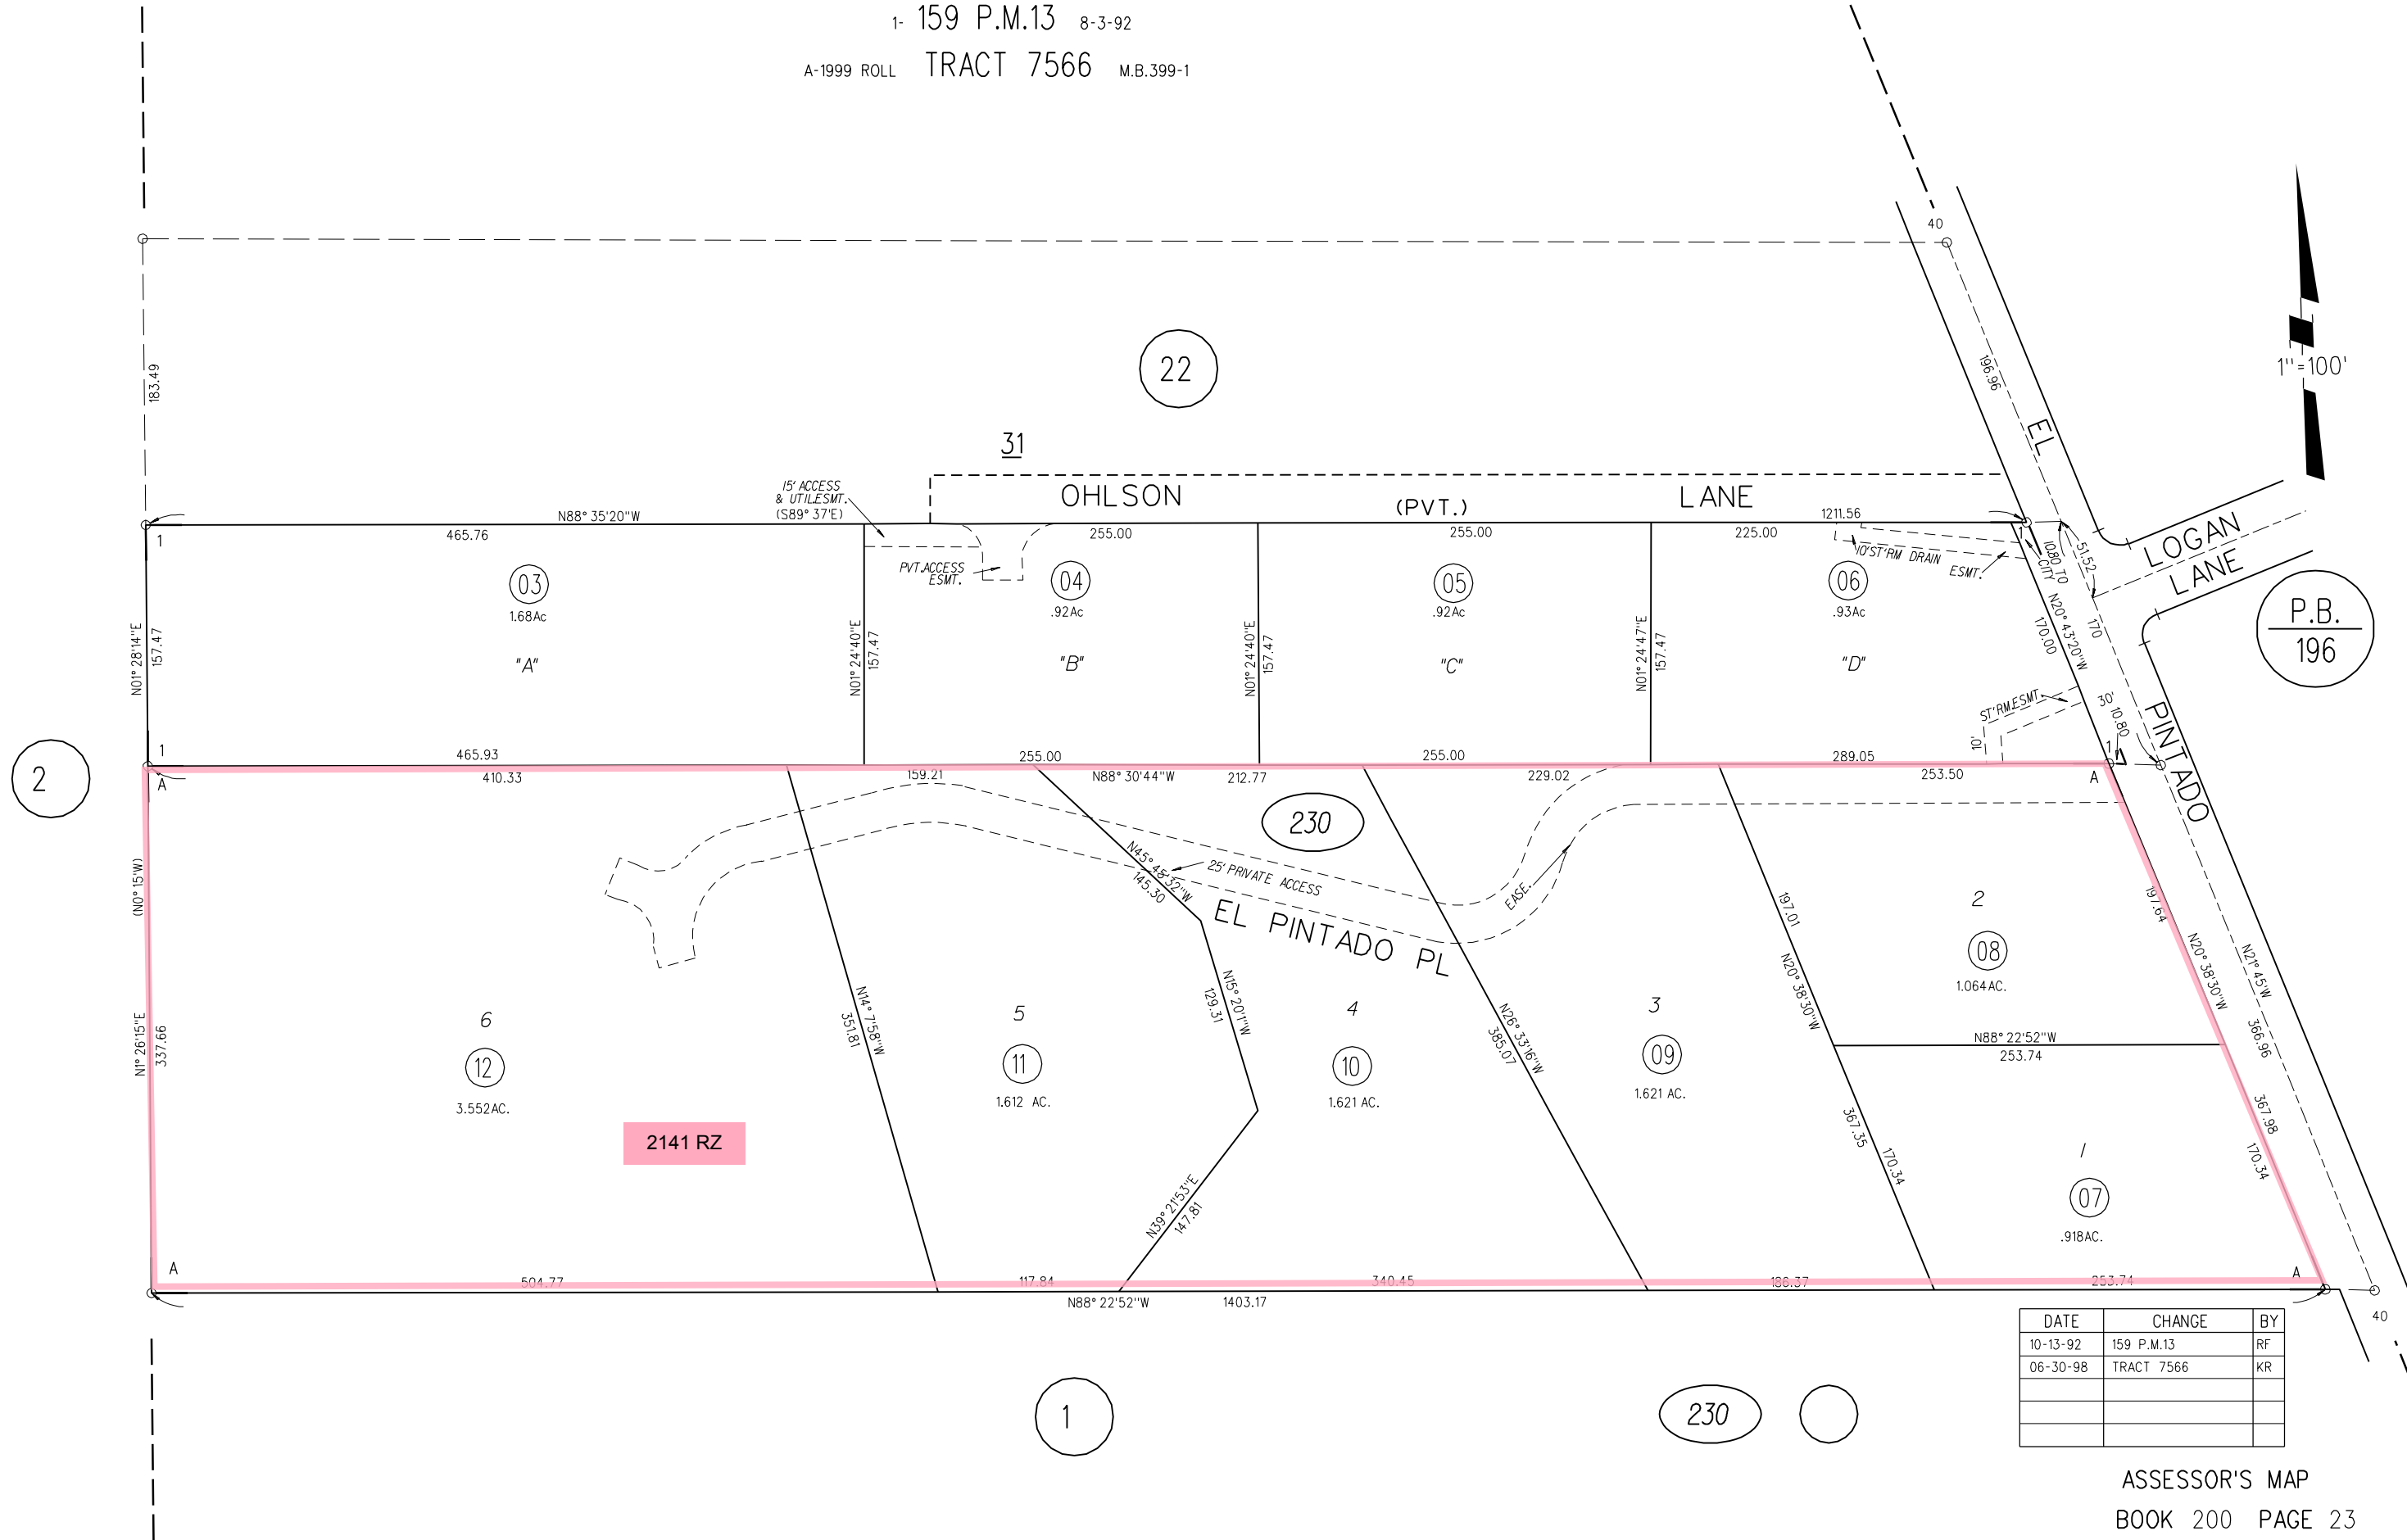 1- 159 P.M.13 8-3-92
A-1999 ROLL TRACT 7566 M.B.399-1
40
183.49
22
196.96
EL
1"=100'
31
15' ACCESS
& UTIL.ESMT.
(S89° 37'E)
OHLSON (PVT.) LANE
N88° 35'20"W
1211.56
465.76
255.00
255.00
225.00
1
1
PVT.ACCESS
ESMT.
10'ST'RM DRAIN ESMT.
10.80 TO
CITY
51.52
LOGAN
LANE
03
1.68Ac
"A"
04
.92Ac
"B"
05
.92Ac
"C"
06
.93Ac
"D"
P.B.
196
N01° 28'14"E
157.47
N01° 24'40"E
157.47
N01° 24'40"E
157.47
N01° 24'47"E
157.47
N20° 43'20"W
170.00
170
ST'RM.ESMT.
10'
30'
10.80
PINTADO
1
465.93
255.00
255.00
289.05
1
2
A
410.33
159.21
N88° 30'44"W
212.77
229.02
253.50
A
230
(N0° 15'W)
N1° 26'15"E
337.66
N45° 45'32"W
145.30
25' PRIVATE ACCESS
EASE.
EL PINTADO PL
197.01
N20° 38'30"W
2
08
1.064AC.
197.64
N20° 38'30"W
N21° 45'W
366.96
N14° 7'58"W
351.81
N15° 20'1"W
129.31
N26° 33'16"W
385.07
6
12
3.552AC.
5
11
1.612 AC.
4
10
1.621 AC.
3
09
1.621 AC.
N88° 22'52"W
253.74
367.98
170.34
367.35
170.34
1
07
.918AC.
2141 RZ
N39° 21'53"E
147.81
A
504.77
117.84
340.45
186.37
253.74
A
N88° 22'52"W
1403.17
40
DATE CHANGE BY
10-13-92 159 P.M.13 RF
06-30-98 TRACT 7566 KR
1
230
ASSESSOR'S MAP
BOOK 200 PAGE 23